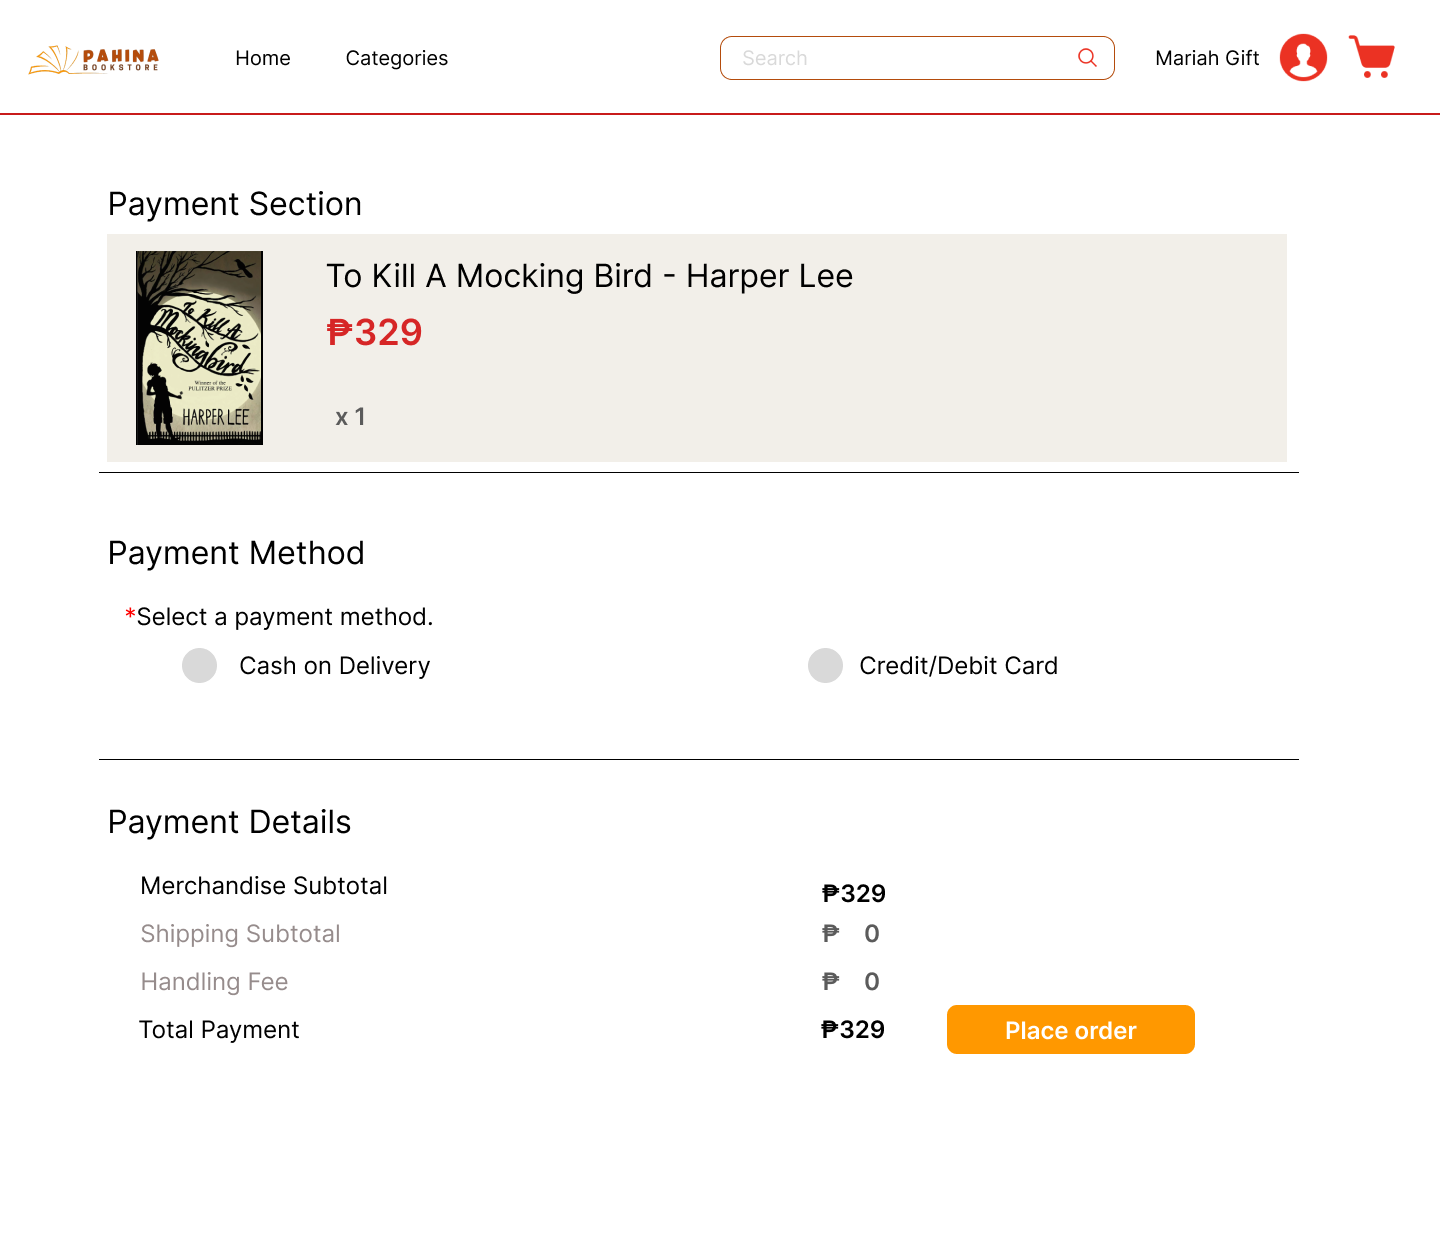 PAHINA
BOOKSTORE
Home
Categories
Search
Mariah Gift
Payment Section
To Kill A
Mockingbird
Winner of the
PULITZER PRIZE
HARPER LEE
To Kill A Mocking Bird - Harper Lee
₱329
x 1
Payment Method
*Select a payment method.
Cash on Delivery
Credit/Debit Card
Payment Details
Merchandise Subtotal ₱329
Shipping Subtotal ₱ 0
Handling Fee ₱ 0
Total Payment ₱329
Place order